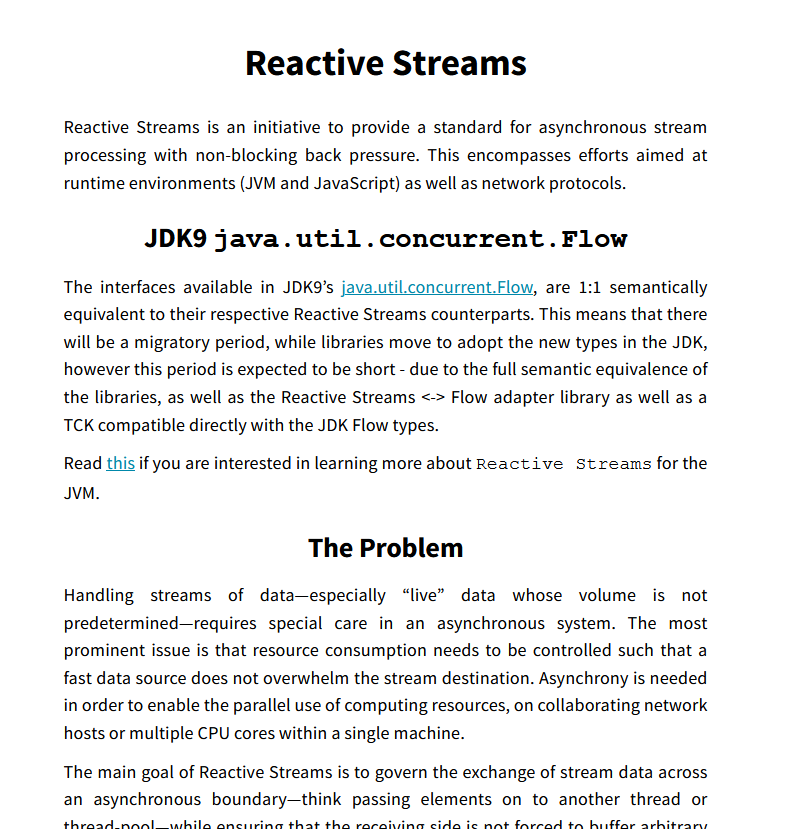 Reactive Streams
Reactive Streams is an initiative to provide a standard for asynchronous stream
processing with non-blocking back pressure. This encompasses efforts aimed at
runtime environments (JVM and JavaScript) as well as network protocols.
JDK9 java.util.concurrent.Flow
The interfaces available in JDK9’s java.util.concurrent.Flow, are 1:1 semantically
equivalent to their respective Reactive Streams counterparts. This means that there
will be a migratory period, while libraries move to adopt the new types in the JDK,
however this period is expected to be short - due to the full semantic equivalence of
the libraries, as well as the Reactive Streams <-> Flow adapter library as well as a
TCK compatible directly with the JDK Flow types.
Read this if you are interested in learning more about Reactive Streams for the
JVM.
The Problem
Handling streams of data—especially “live” data whose volume is not
predetermined—requires special care in an asynchronous system. The most
prominent issue is that resource consumption needs to be controlled such that a
fast data source does not overwhelm the stream destination. Asynchrony is needed
in order to enable the parallel use of computing resources, on collaborating network
hosts or multiple CPU cores within a single machine.
The main goal of Reactive Streams is to govern the exchange of stream data across
an asynchronous boundary—think passing elements on to another thread or
thread-pool—while ensuring that the receiving side is not forced to buffer arbitrary